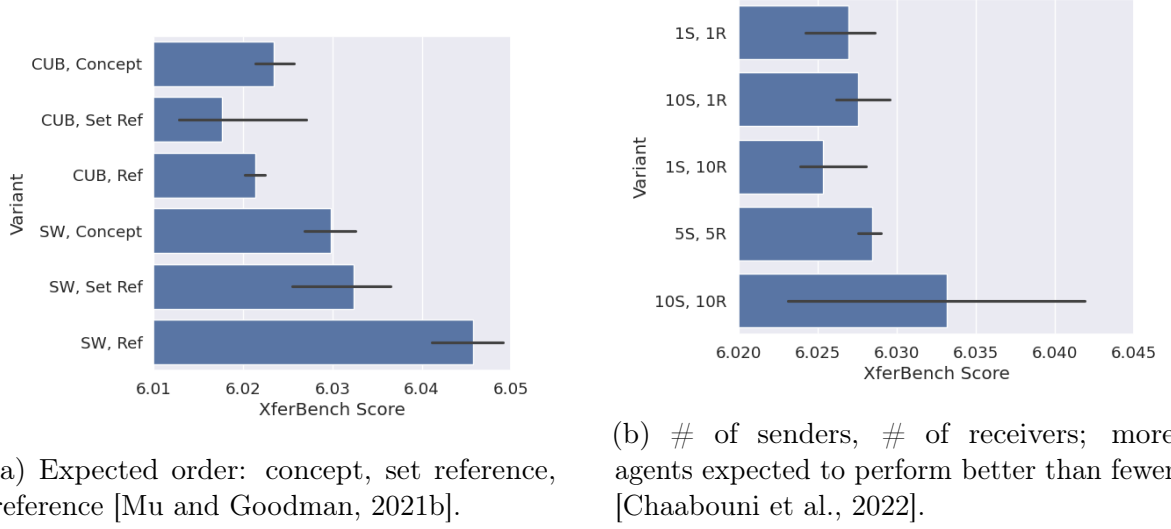 CUB, Concept
CUB, Set Ref
CUB, Ref
SW, Concept
SW, Set Ref
SW, Ref
Variant
6.01 6.02 6.03 6.04 6.05
XferBench Score
a) Expected order: concept, set reference,
reference [Mu and Goodman, 2021b].
1S, 1R
10S, 1R
1S, 10R
5S, 5R
10S, 10R
Variant
6.020 6.025 6.030 6.035 6.040 6.045
XferBench Score
(b) # of senders, # of receivers; more
agents expected to perform better than fewer
[Chaabouni et al., 2022].